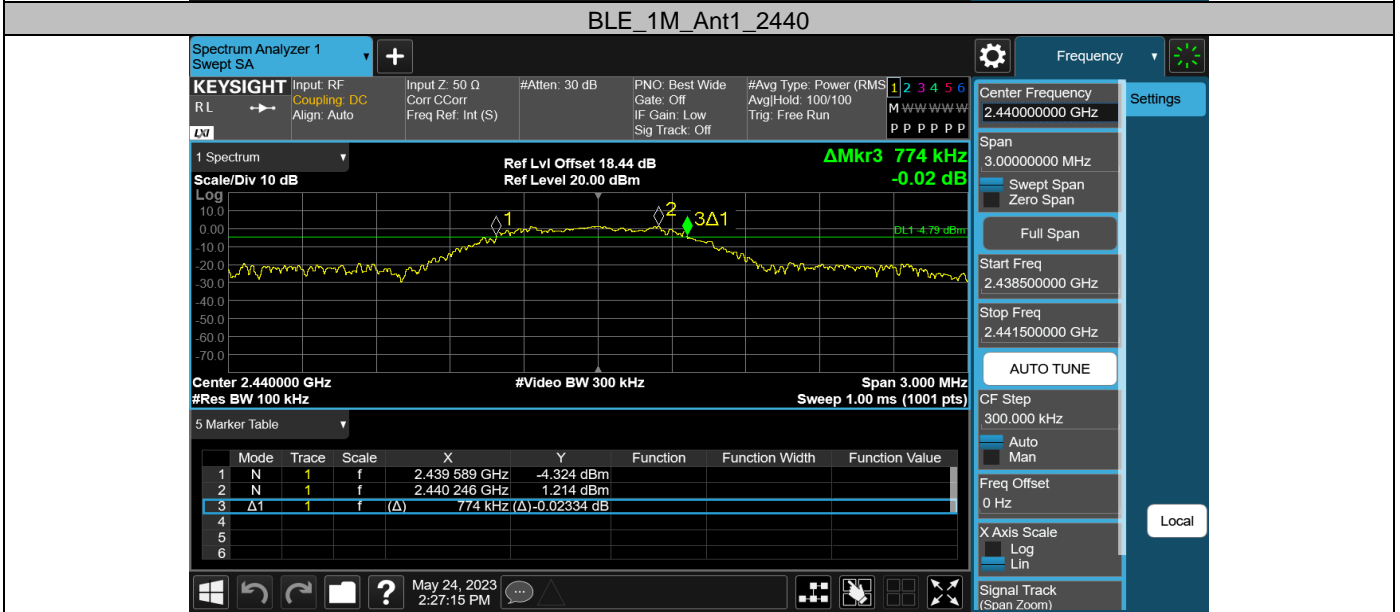 BLE_1M_Ant1_2440
Spectrum Analyzer 1
Swept SA
+
Frequency
KEYSIGHT
RL
LXI
Input: RF
Coupling: DC
Align: Auto
Input Z: 50 Ω
Corr CCorr
Freq Ref: Int (S)
#Atten: 30 dB
PNO: Best Wide
Gate: Off
IF Gain: Low
Sig Track: Off
#Avg Type: Power (RMS
Avg|Hold: 100/100
Trig: Free Run
1 2 3 4 5 6
M W W W W W
P P P P P P
1 Spectrum
Scale/Div 10 dB
Ref Lvl Offset 18.44 dB
Ref Level 20.00 dBm
ΔMkr3 774 kHz
-0.02 dB
Log
10.0
0.00
-10.0
-20.0
-30.0
-40.0
-50.0
-60.0
-70.0
1
2
3Δ1
DL1 -4.79 dBm
Center 2.440000 GHz
#Video BW 300 kHz
Span 3.000 MHz
#Res BW 100 kHz
Sweep 1.00 ms (1001 pts)
5 Marker Table
Mode Trace Scale X Y Function Function Width Function Value
1 N 1 f 2.439 589 GHz -4.324 dBm
2 N 1 f 2.440 246 GHz 1.214 dBm
3 Δ1 1 f (Δ) 774 kHz (Δ) -0.02334 dB
4
5
6
Center Frequency
2.440000000 GHz
Settings
Span
3.00000000 MHz
Swept Span
Zero Span
Full Span
Start Freq
2.438500000 GHz
Stop Freq
2.441500000 GHz
AUTO TUNE
CF Step
300.000 kHz
Auto
Man
Freq Offset
0 Hz
X Axis Scale
Log
Lin
Local
Signal Track
(Span Zoom)
?
May 24, 2023
2:27:15 PM